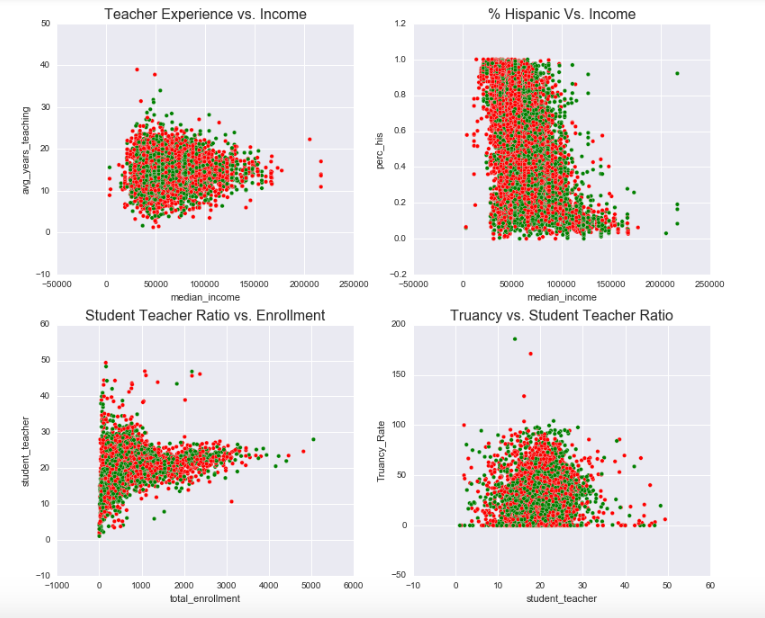 Teacher Experience vs. Income
50
40
30
20
10
0
−10
avg_years_teaching
−50000 0 50000 100000 150000 200000 250000
median_income
% Hispanic Vs. Income
1.2
1.0
0.8
0.6
0.4
0.2
0.0
−0.2
perc_his
−50000 0 50000 100000 150000 200000 250000
median_income
Student Teacher Ratio vs. Enrollment
60
50
40
30
20
10
0
−10
student_teacher
−1000 0 1000 2000 3000 4000 5000 6000
total_enrollment
Truancy vs. Student Teacher Ratio
200
150
100
50
0
−50
Truancy_Rate
−10 0 10 20 30 40 50 60
student_teacher